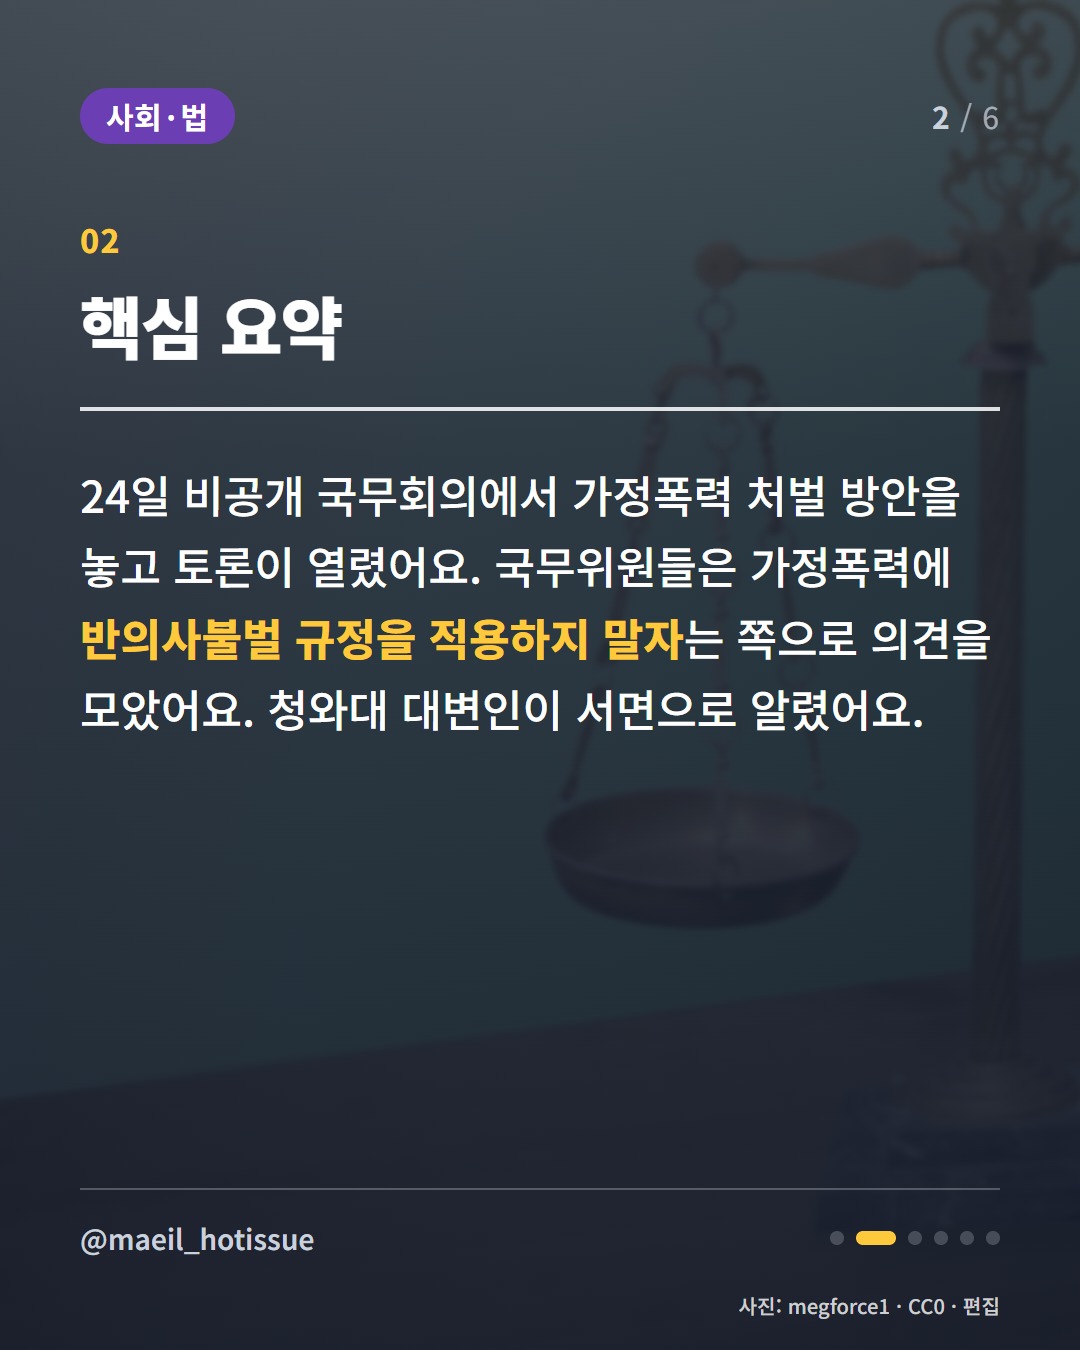 사회·법
2 / 6
02
핵심 요약
24일 비공개 국무회의에서 가정폭력 처벌 방안을
놓고 토론이 열렸어요. 국무위원들은 가정폭력에
반의사불벌 규정을 적용하지 말자는 쪽으로 의견을
모았어요. 청와대 대변인이 서면으로 알렸어요.
@maeil_hotissue
사진: megforce1 · CC0 · 편집